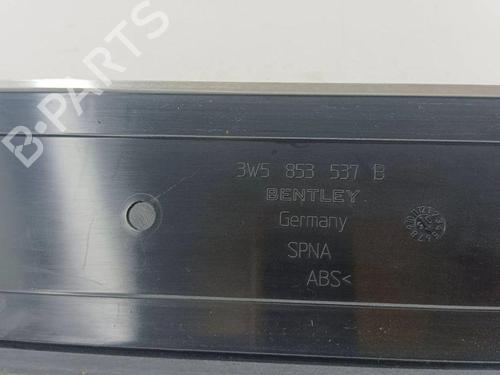 B-PARTS
3W5 853 537 B
BENTLEY
Germany
SPNA
ABS<